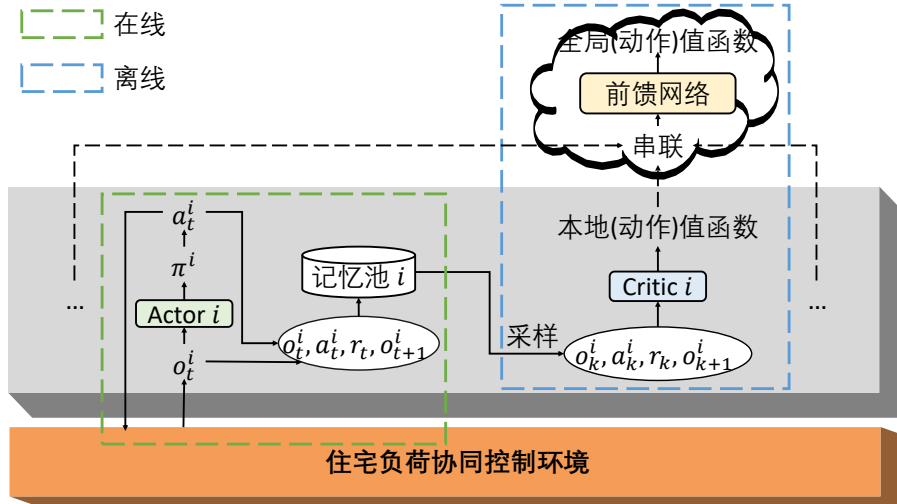 在线
离线
全局(动作)值函数
前馈网络
串联
本地(动作)值函数
Critic i
采样
o_k^i, a_k^i, r_k, o_{k+1}^i
a_t^i
π^i
Actor i
o_t^i
记忆池 i
o_t^i, a_t^i, r_t, o_{t+1}^i
...
...
住宅负荷协同控制环境